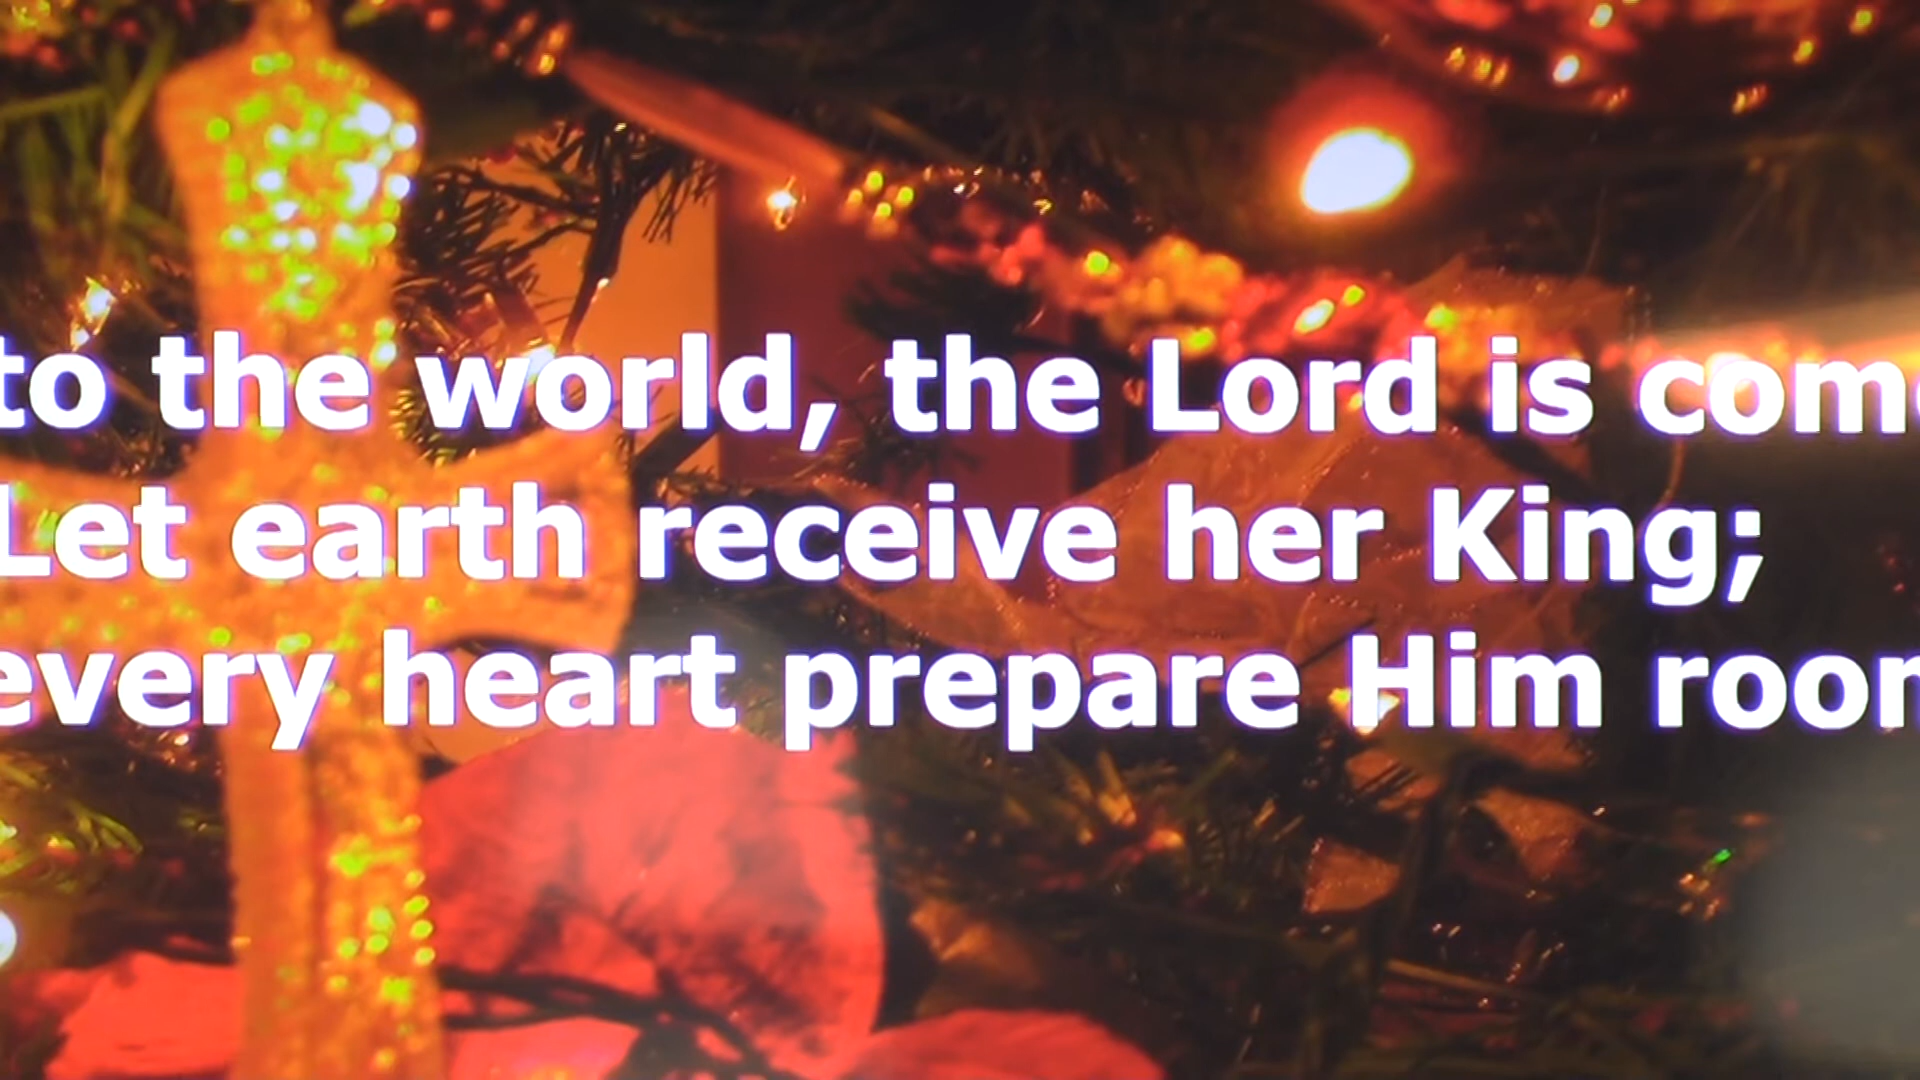 to the world, the Lord is come
Let earth receive her King;
every heart prepare Him room